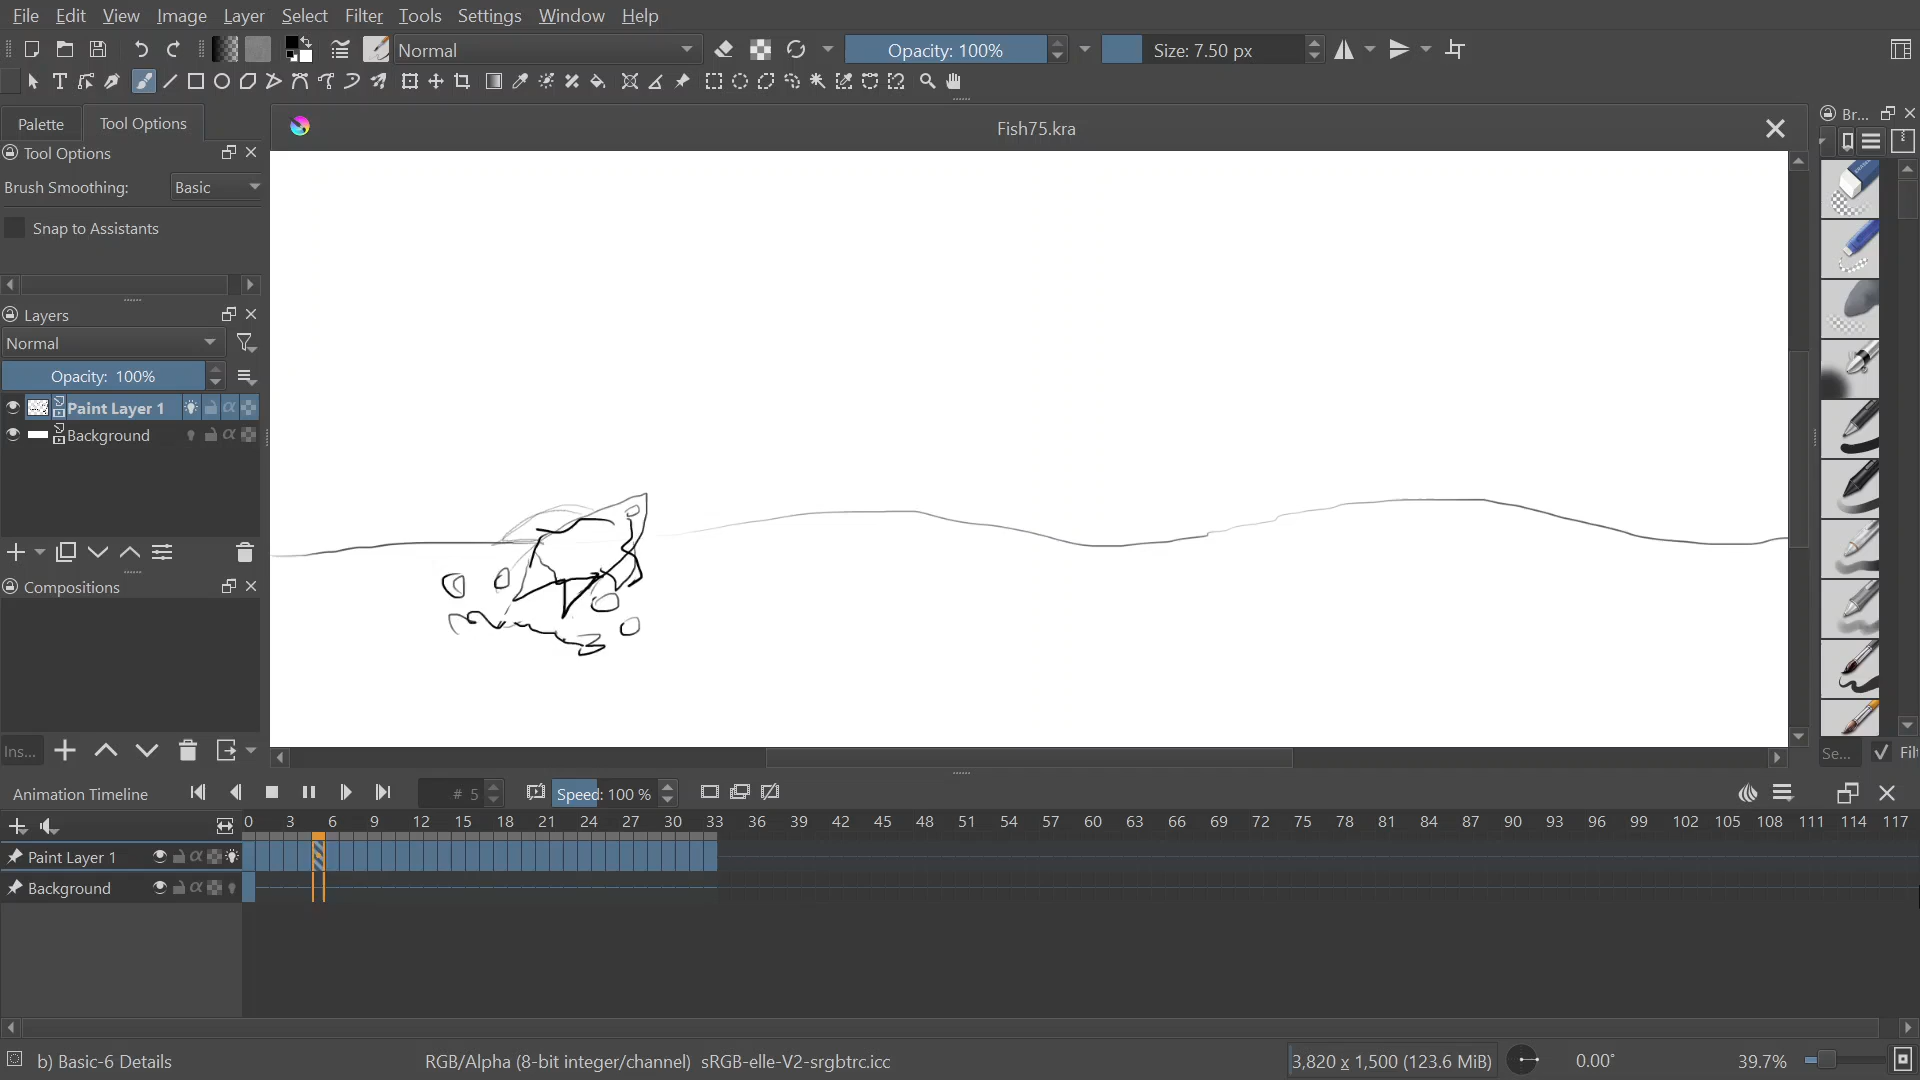 File Edit View Image Layer Select Filter Tools Settings Window Help
Normal Opacity: 100% Size: 7.50 px
Palette Tool Options
Fish75.kra
Br...
Tool Options
Brush Smoothing: Basic
Snap to Assistants
Layers
Normal
Opacity: 100%
Paint Layer 1
Background
Compositions
Ins...
Se...
Filt
Animation Timeline # 5 Speed: 100 %
0 3 6 9 12 15 18 21 24 27 30 33 36 39 42 45 48 51 54 57 60 63 66 69 72 75 78 81 84 87 90 93 96 99 102 105 108 111 114 117
Paint Layer 1
Background
b) Basic-6 Details RGB/Alpha (8-bit integer/channel) sRGB-elle-V2-srgbtrc.icc 3,820 x 1,500 (123.6 MiB) 0.00° 39.7%